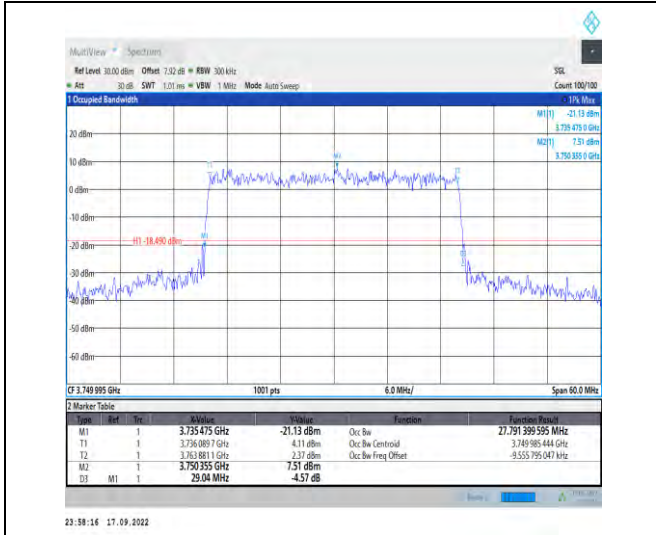 MultiView Spectrum
Ref Level 30.00 dBm Offset 7.92 dB RBW 300 kHz SGL
Att 30 dB SWT 1.01 ms VBW 1 MHz Mode Auto Sweep Count 100/100
1 Occupied Bandwidth 1Pk Max
M1[1] -21.13 dBm
3.735 475 0 GHz
M2[1] 7.51 dBm
3.750 355 0 GHz
20 dBm
10 dBm
0 dBm
-10 dBm
-20 dBm
H1 -18.490 dBm
-30 dBm
-40 dBm
-50 dBm
-60 dBm
T1
M2
T2
M1
CF 3.749 995 GHz 1001 pts 6.0 MHz/ Span 60.0 MHz
2 Marker Table
Type Ref Trc X-Value Y-Value Function Function Result
M1 1 3.735 475 GHz -21.13 dBm Occ Bw 27.791 399 595 MHz
T1 1 3.736 089 7 GHz 4.11 dBm Occ Bw Centroid 3.749 985 444 GHz
T2 1 3.763 881 1 GHz 2.37 dBm Occ Bw Freq Offset -9.555 795 047 kHz
M2 1 3.750 355 GHz 7.51 dBm
D3 M1 1 29.04 MHz -4.57 dB
23:58:16 17.09.2022